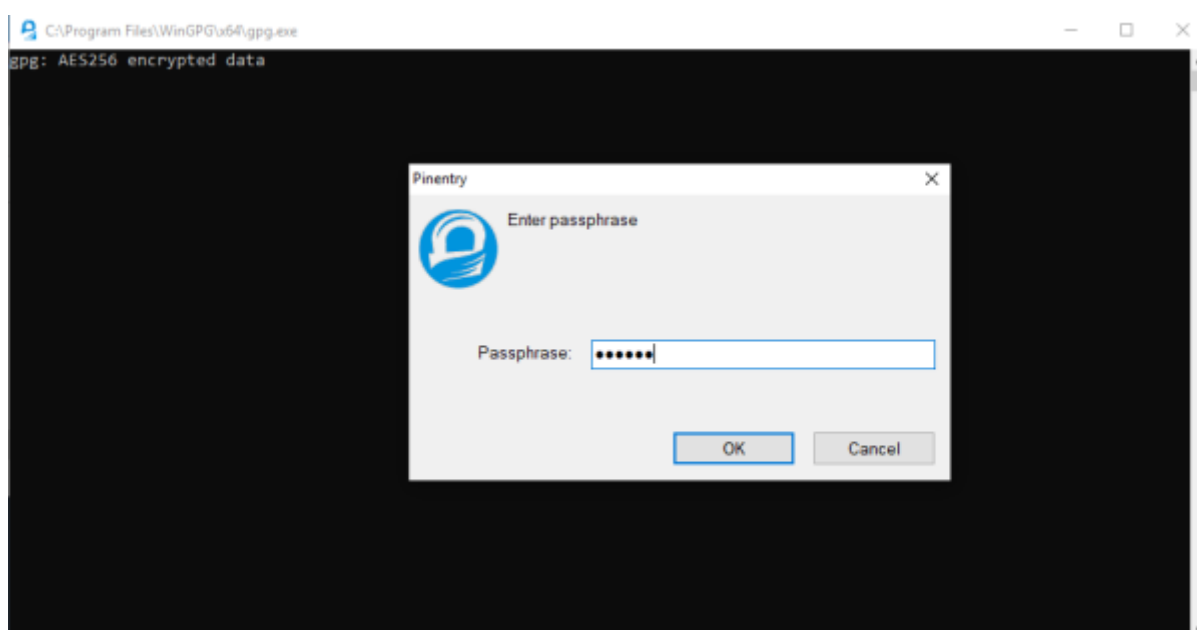 C:\Program Files\WinGPG\x64\gpg.exe
gpg: AES256 encrypted data
Pinentry
Enter passphrase
Passphrase: ●●●●●●
OK Cancel